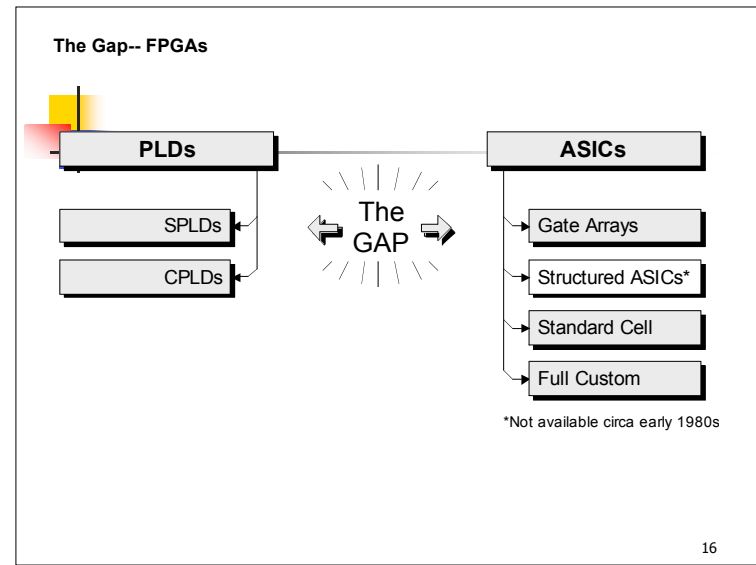 The Gap-- FPGAs
PLDs
ASICs
SPLDs
CPLDs
The
GAP
Gate Arrays
Structured ASICs*
Standard Cell
Full Custom
*Not available circa early 1980s
16